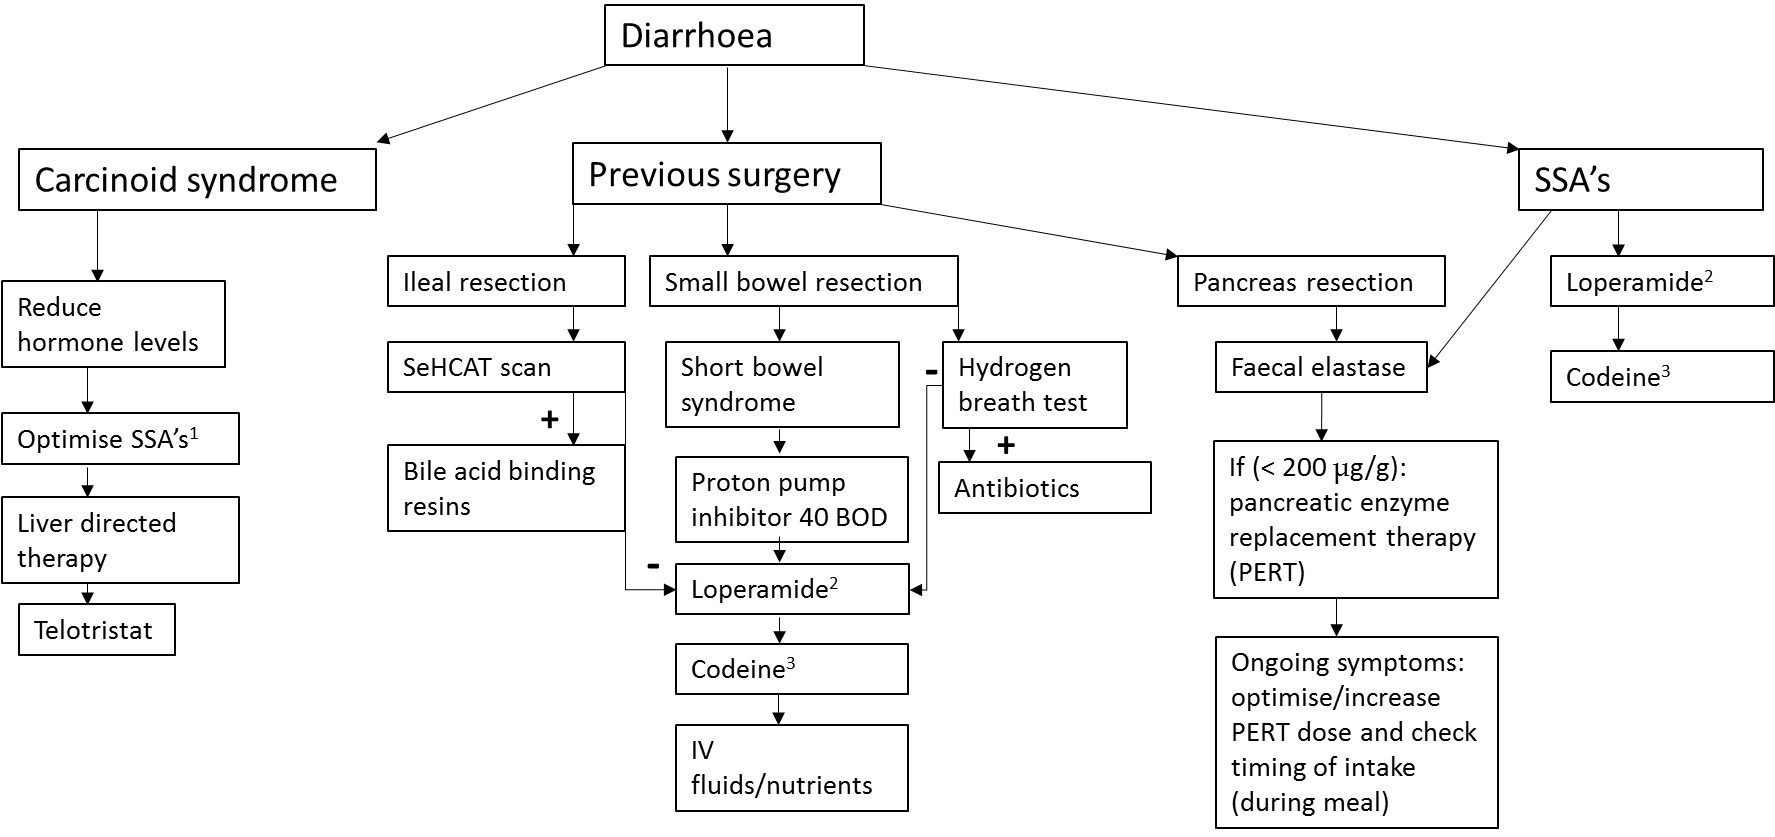 Diarrhoea
Carcinoid syndrome
Previous surgery
SSA’s
Reduce
hormone levels
Optimise SSA’s¹
Liver directed
therapy
Telotristat
Ileal resection
SeHCAT scan
+
Bile acid binding
resins
-
Small bowel resection
Short bowel
syndrome
Proton pump
inhibitor 40 BOD
Loperamide²
Codeine³
IV
fluids/nutrients
-
Hydrogen
breath test
+
Antibiotics
Pancreas resection
Faecal elastase
If (< 200 µg/g):
pancreatic enzyme
replacement therapy
(PERT)
Ongoing symptoms:
optimise/increase
PERT dose and check
timing of intake
(during meal)
Loperamide²
Codeine³